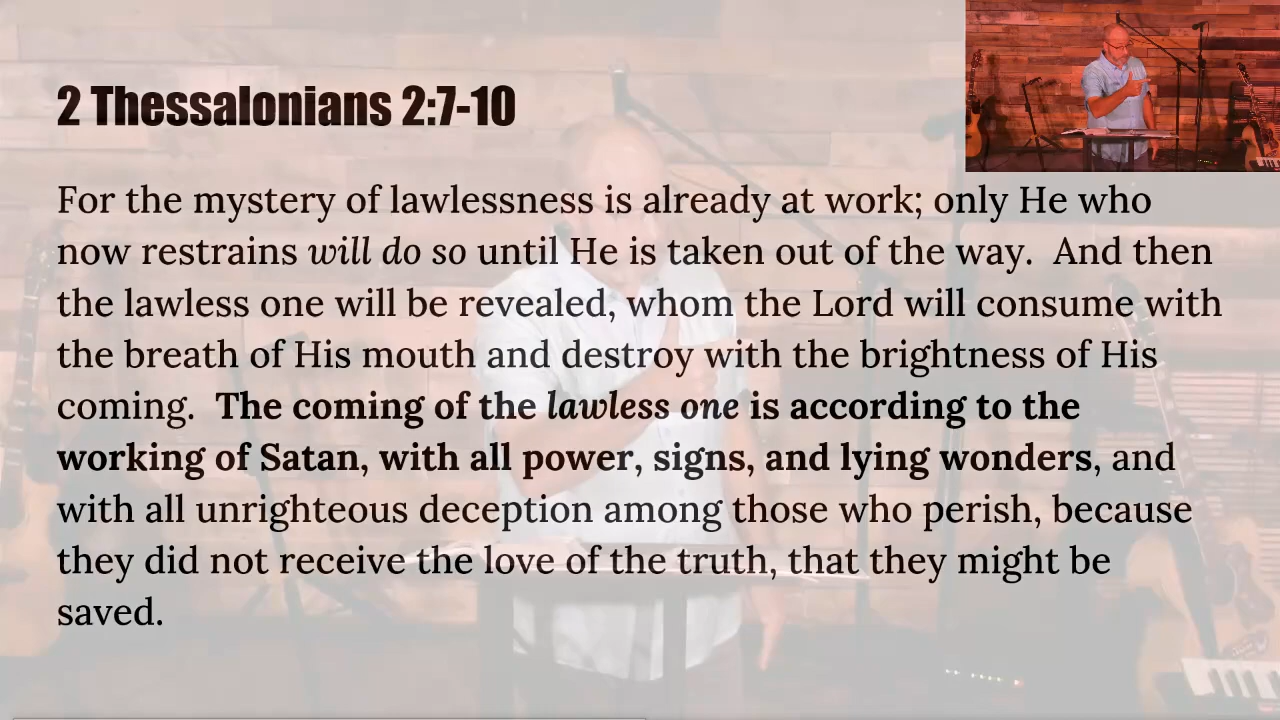 2 Thessalonians 2:7-10
For the mystery of lawlessness is already at work; only He who
now restrains will do so until He is taken out of the way.  And then
the lawless one will be revealed, whom the Lord will consume with
the breath of His mouth and destroy with the brightness of His
coming.  The coming of the lawless one is according to the
working of Satan, with all power, signs, and lying wonders, and
with all unrighteous deception among those who perish, because
they did not receive the love of the truth, that they might be
saved.